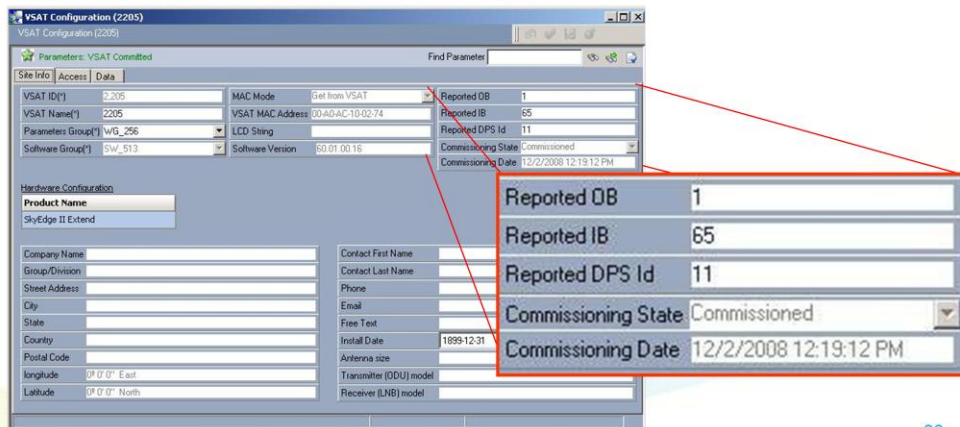 VSAT Configuration (2205)
VSAT Configuration (2205)
Parameters: VSAT Committed
Find Parameter
Site Info Access Data
VSAT ID(*) 2,205
VSAT Name(*) 2205
Parameters Group(*) WG_256
Software Group(*) SW_513
MAC Mode Get from VSAT
VSAT MAC Address 00-A0-AC-10-02-74
LCD String
Software Version 60.01.00.16
Reported OB 1
Reported IB 65
Reported DPS Id 11
Commissioning State Commissioned
Commissioning Date 12/2/2008 12:19:12 PM
Hardware Configuration
Product Name
SkyEdge II Extend
Reported OB 1
Reported IB 65
Reported DPS Id 11
Commissioning State Commissioned
Commissioning Date 12/2/2008 12:19:12 PM
Company Name
Group/Division
Street Address
City
State
Country
Postal Code
longitude 0º 0' 0'' East
Latitude 0º 0' 0'' North
Contact First Name
Contact Last Name
Phone
Email
Free Text
Install Date 1899-12-31
Antenna size
Transmitter (ODU) model
Receiver (LNB) model